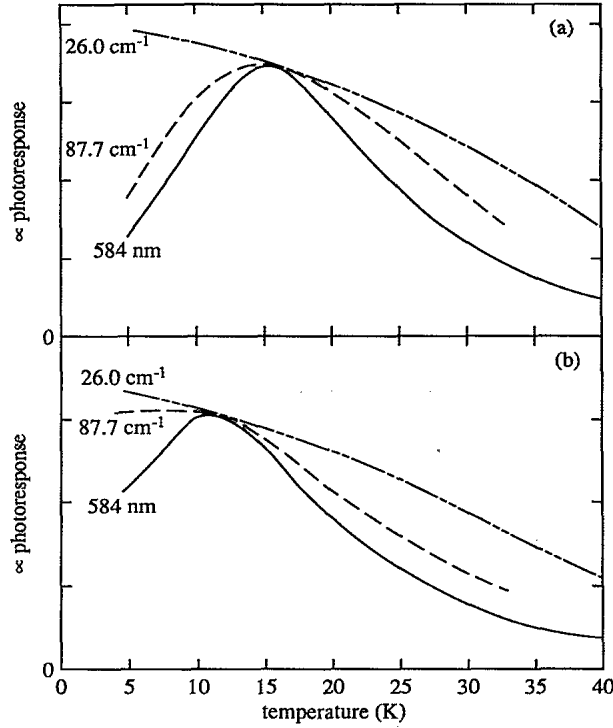 (a)
26.0 cm⁻¹
87.7 cm⁻¹
584 nm
∝ photoresponse
0
(b)
26.0 cm⁻¹
87.7 cm⁻¹
584 nm
∝ photoresponse
0
0 5 10 15 20 25 30 35 40
temperature (K)